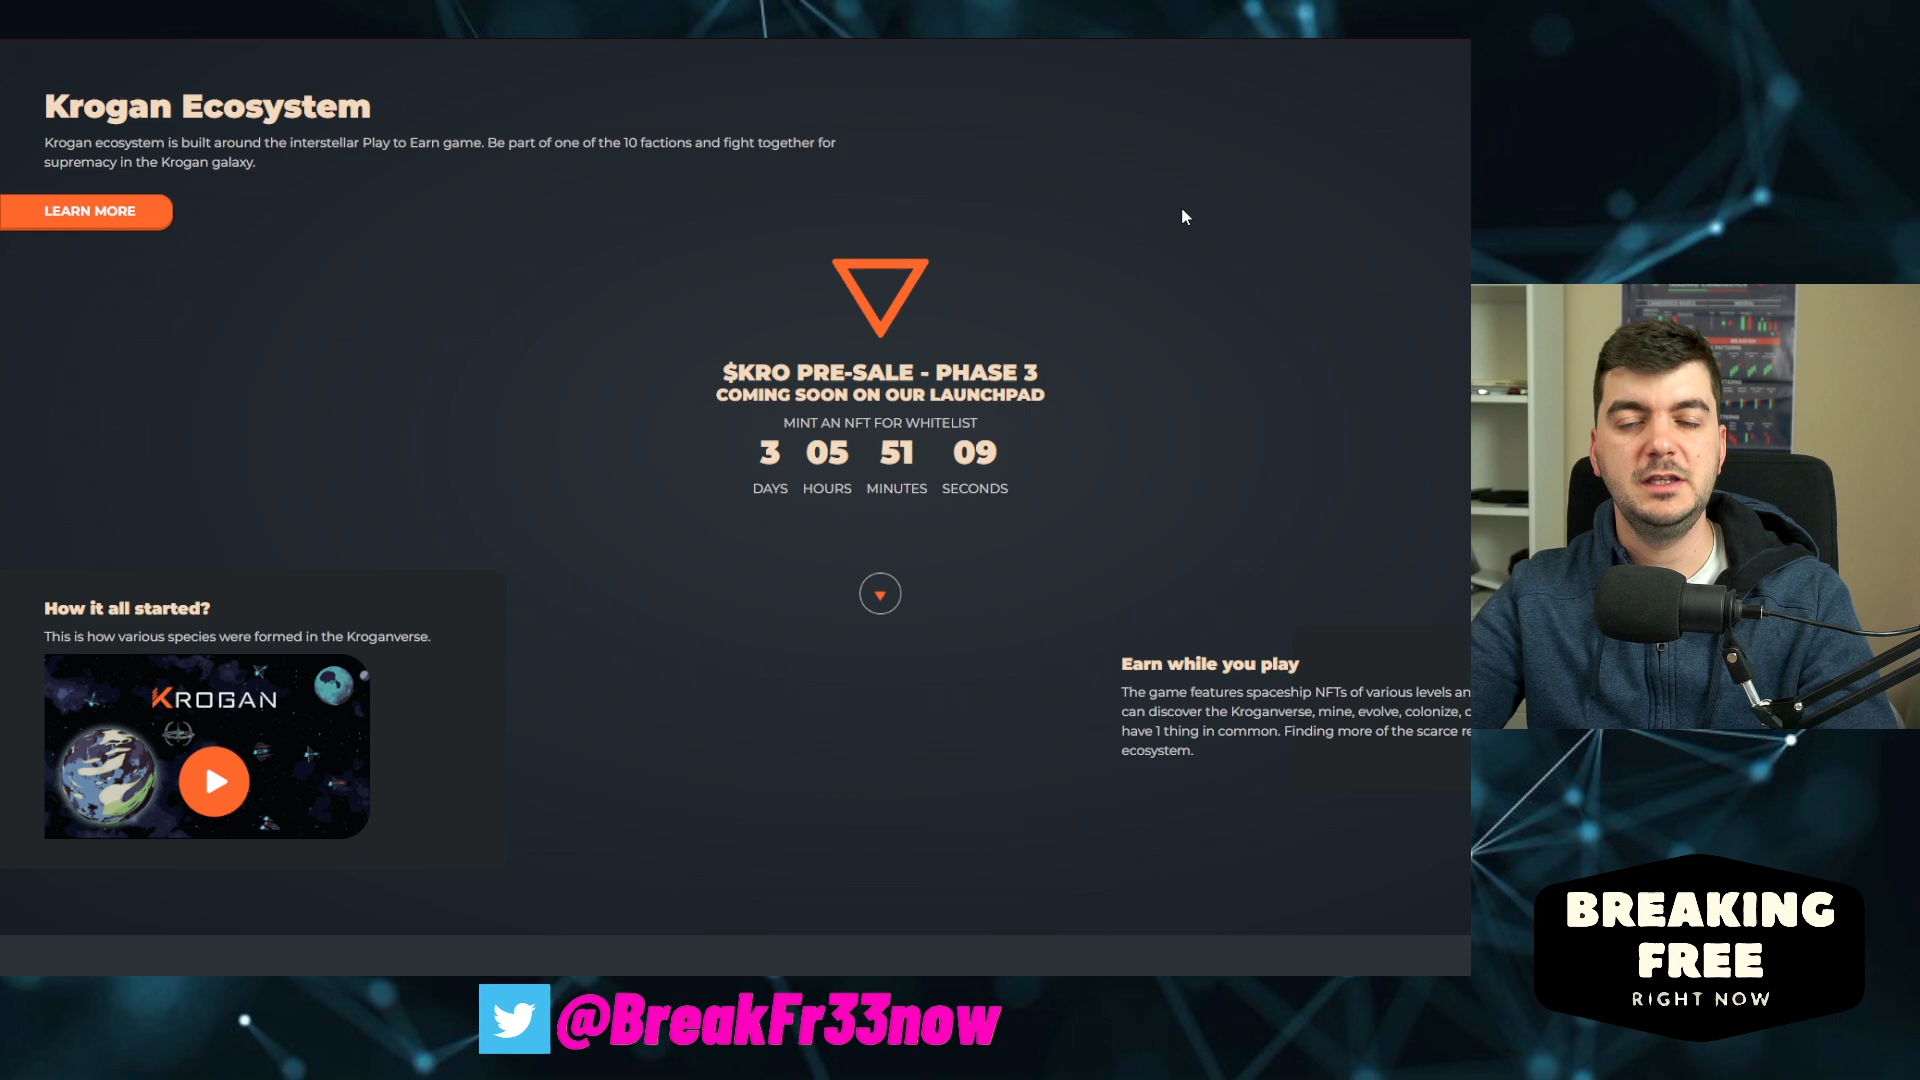 Krogan Ecosystem
Krogan ecosystem is built around the interstellar Play to Earn game. Be part of one of the 10 factions and fight together for
supremacy in the Krogan galaxy.
LEARN MORE
$KRO PRE-SALE - PHASE 3
COMING SOON ON OUR LAUNCHPAD
MINT AN NFT FOR WHITELIST
3 05 51 09
DAYS HOURS MINUTES SECONDS
How it all started?
This is how various species were formed in the Kroganverse.
KROGAN
Earn while you play
The game features spaceship NFTs of various levels an
can discover the Kroganverse, mine, evolve, colonize, c
have 1 thing in common. Finding more of the scarce re
ecosystem.
BREAKING
FREE
RIGHT NOW
@BreakFr33now